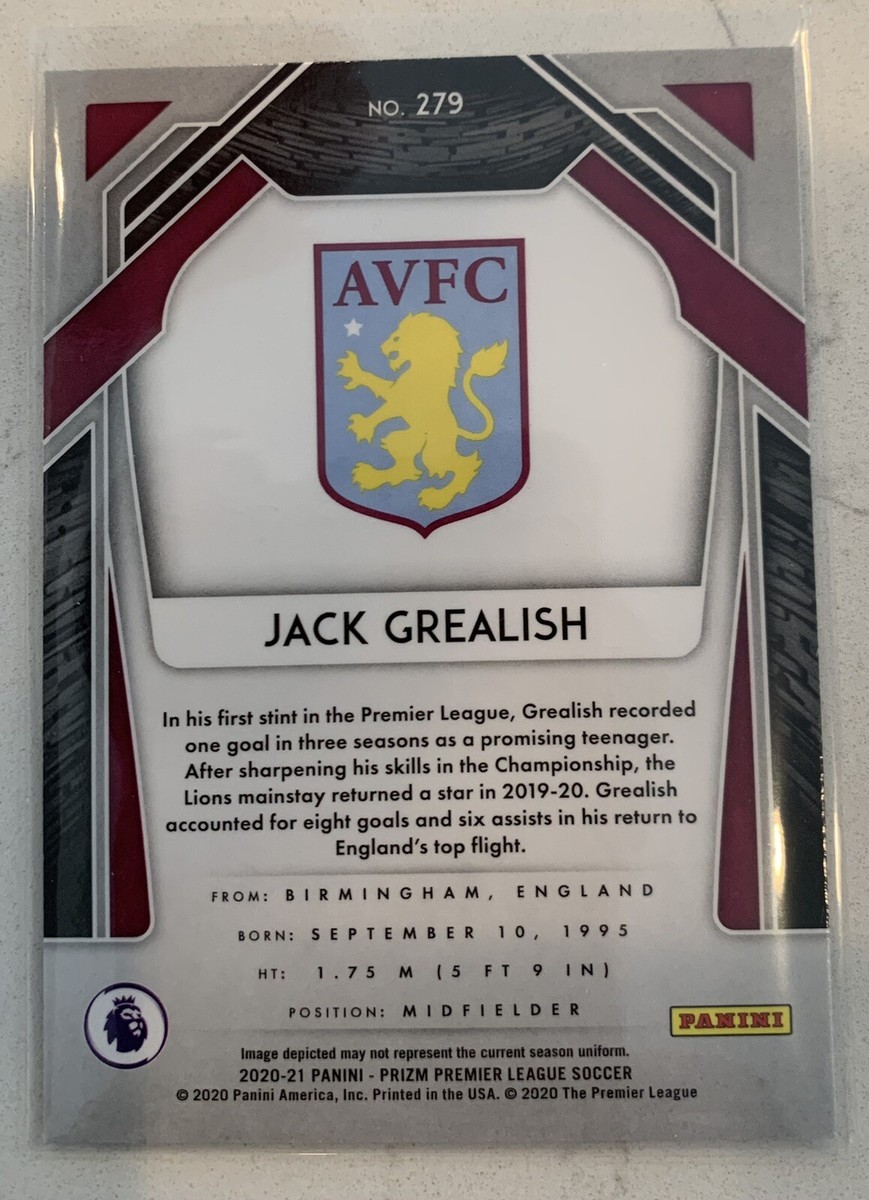 NO. 279
AVFC
JACK GREALISH
In his first stint in the Premier League, Grealish recorded
one goal in three seasons as a promising teenager.
After sharpening his skills in the Championship, the
Lions mainstay returned a star in 2019-20. Grealish
accounted for eight goals and six assists in his return to
England's top flight.
FROM: BIRMINGHAM, ENGLAND
BORN: SEPTEMBER 10, 1995
HT: 1.75 M (5 FT 9 IN)
POSITION: MIDFIELDER
PANINI
Image depicted may not represent the current season uniform.
2020-21 PANINI - PRIZM PREMIER LEAGUE SOCCER
© 2020 Panini America, Inc. Printed in the USA. © 2020 The Premier League